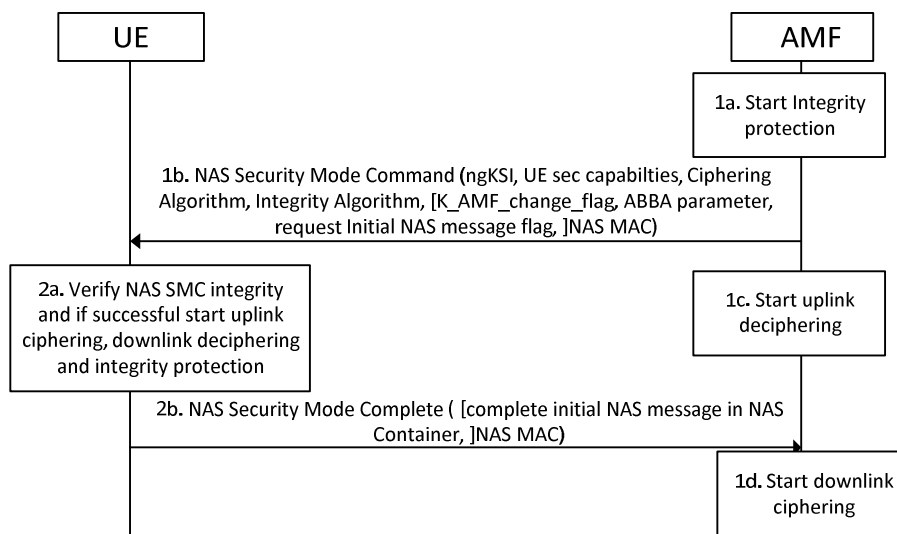 UE
AMF
1a. Start Integrity
protection
1b. NAS Security Mode Command (ngKSI, UE sec capabilties, Ciphering
Algorithm, Integrity Algorithm, [K_AMF_change_flag, ABBA parameter,
request Initial NAS message flag, ]NAS MAC)
2a. Verify NAS SMC integrity
and if successful start uplink
ciphering, downlink deciphering
and integrity protection
1c. Start uplink
deciphering
2b. NAS Security Mode Complete ( [complete initial NAS message in NAS
Container, ]NAS MAC)
1d. Start downlink
ciphering